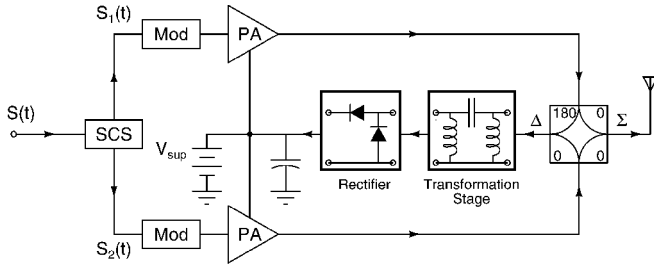 S₁(t)
Mod
PA
S(t)
SCS
Vsup
Δ
180 0
0 0
Σ
Rectifier
Transformation
Stage
Mod
PA
S₂(t)